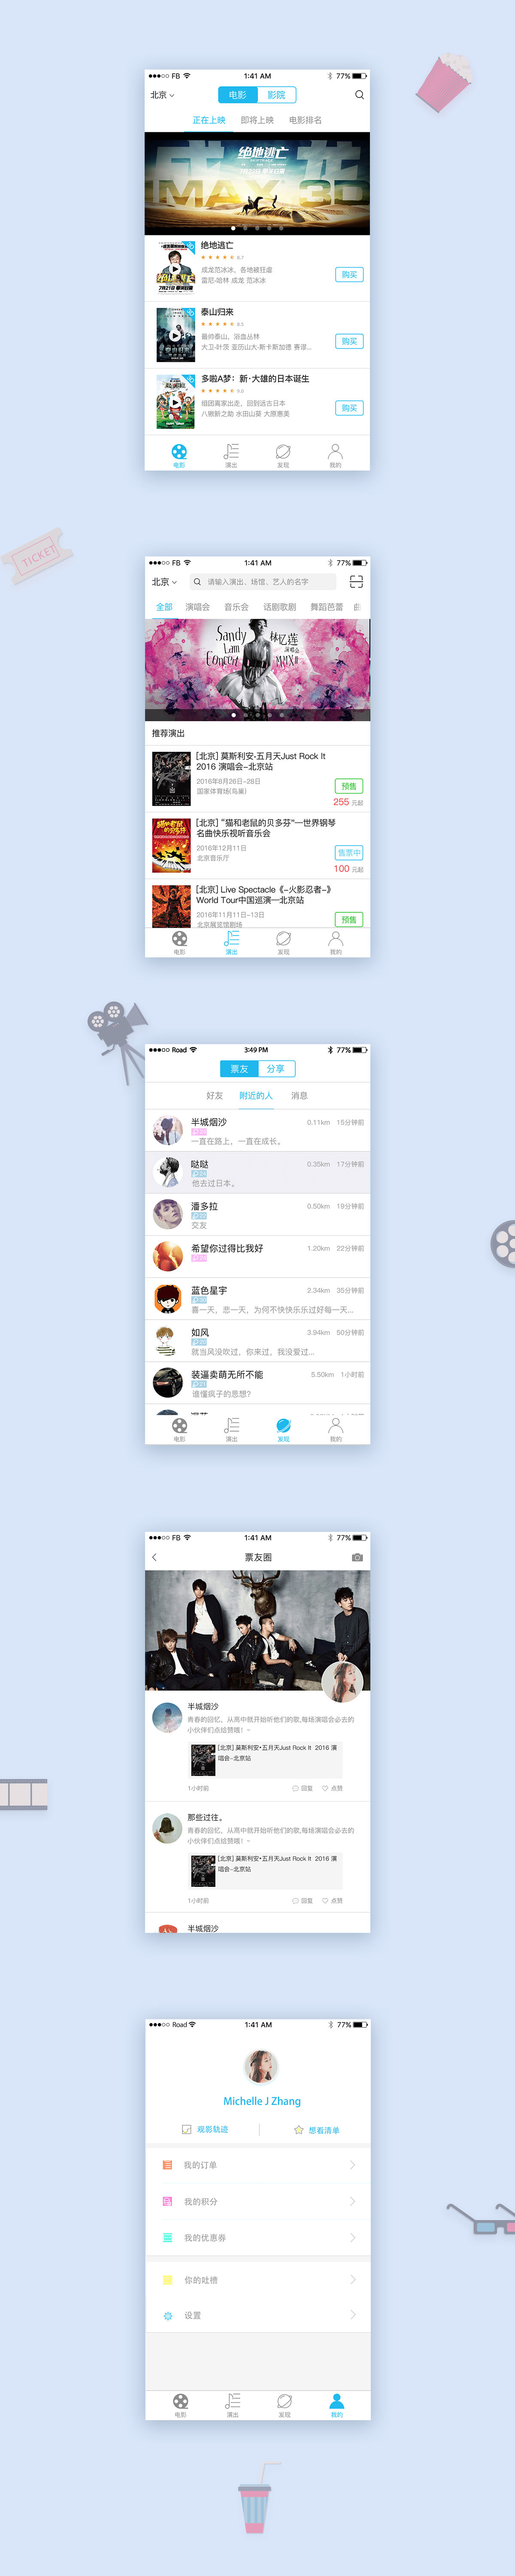 FB 1:41 AM 77%
北京 电影 影院
正在上映 即将上映 电影排名
绝地逃亡
IMAX 3D
绝地逃亡
成龙范冰冰，各地被狂虐
雷尼·哈林 成龙 范冰冰
购买
泰山归来
最帅泰山，浴血丛林
大卫·叶茨 亚历山大·斯卡斯加德 赛谬...
购买
多啦A梦：新·大雄的日本诞生
组团离家出走，回到远古日本
八锹新之助 水田山葵 大原惠美
购买
电影 演出 发现 我的
TICKET
FB 1:41 AM 77%
北京 请输入演出、场馆、艺人的名字
全部 演唱会 音乐会 话剧歌剧 舞蹈芭蕾
Sandy Lam Concert MMXII
林忆莲 演唱会
推荐演出
[北京] 莫斯利安·五月天Just Rock It
2016 演唱会-北京站
2016年8月26日-28日
国家体育场(鸟巢)
预售
255 元起
[北京] “猫和老鼠的贝多芬”—世界钢琴
名曲快乐视听音乐会
2016年12月11日
北京音乐厅
售票中
100 元起
[北京] Live Spectacle《-火影忍者-》
World Tour中国巡演—北京站
2016年11月11日-13日
北京展览馆剧场
预售
电影 演出 发现 我的
Road 3:49 PM 77%
票友 分享
好友 附近的人 消息
半城烟沙 0.11km 15分钟前
一直在路上，一直在成长。
哒哒 0.35km 17分钟前
他去过日本。
潘多拉 0.50km 19分钟前
交友
希望你过得比我好 1.20km 22分钟前
蓝色星宇 2.34km 35分钟前
喜一天，悲一天，为何不快快乐乐过好每一天...
如风 3.94km 50分钟前
就当风没吹过，你来过，我没爱过...
装逼卖萌无所不能 5.50km 1小时前
谁懂疯子的思想?
电影 演出 发现 我的
FB 1:41 AM 77%
票友圈
半城烟沙
青春的回忆，从高中就开始听他们的歌,每场演唱会必去的
小伙伴们点给赞哦！~
[北京] 莫斯利安•五月天Just Rock It 2016 演
唱会-北京站
1小时前 回复 点赞
那些过往。
青春的回忆，从高中就开始听他们的歌,每场演唱会必去的
小伙伴们点给赞哦！~
[北京] 莫斯利安•五月天Just Rock It 2016 演
唱会-北京站
1小时前 回复 点赞
半城烟沙
Road 1:41 AM 77%
Michelle J Zhang
观影轨迹 想看清单
我的订单
我的积分
我的优惠券
你的吐槽
设置
电影 演出 发现 我的